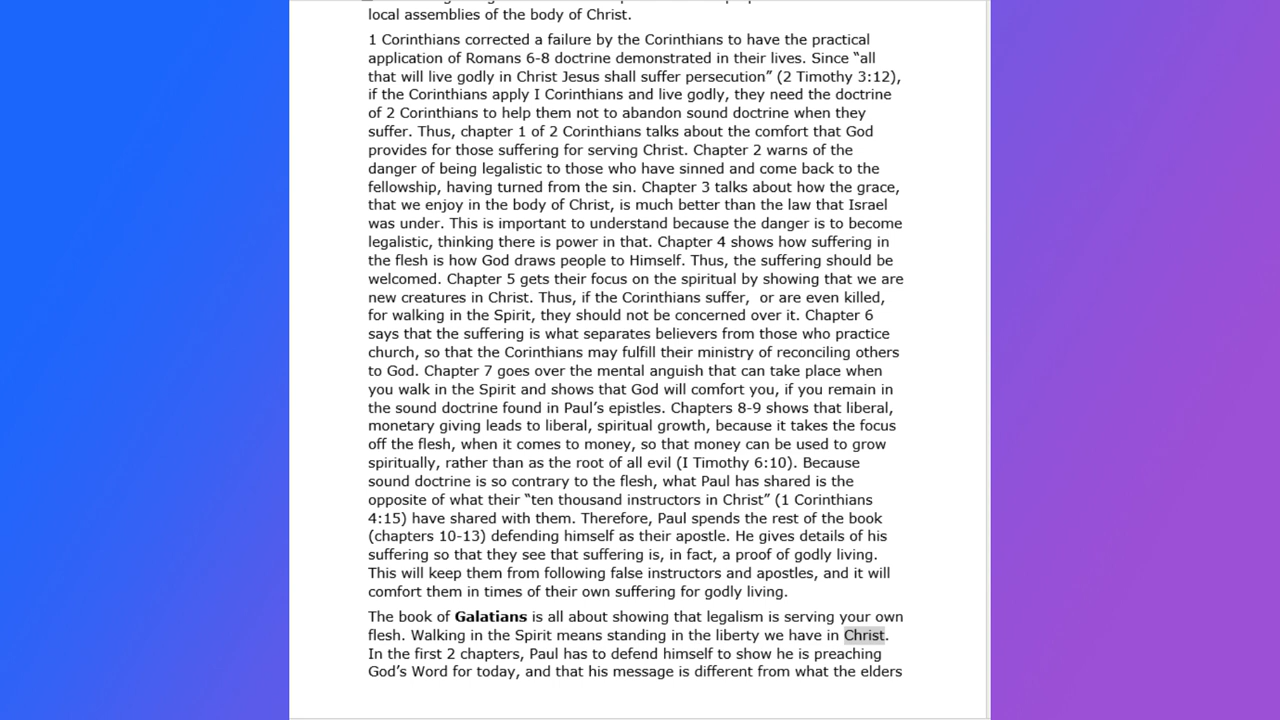 local assemblies of the body of Christ.
1 Corinthians corrected a failure by the Corinthians to have the practical
application of Romans 6-8 doctrine demonstrated in their lives. Since “all
that will live godly in Christ Jesus shall suffer persecution” (2 Timothy 3:12),
if the Corinthians apply I Corinthians and live godly, they need the doctrine
of 2 Corinthians to help them not to abandon sound doctrine when they
suffer. Thus, chapter 1 of 2 Corinthians talks about the comfort that God
provides for those suffering for serving Christ. Chapter 2 warns of the
danger of being legalistic to those who have sinned and come back to the
fellowship, having turned from the sin. Chapter 3 talks about how the grace,
that we enjoy in the body of Christ, is much better than the law that Israel
was under. This is important to understand because the danger is to become
legalistic, thinking there is power in that. Chapter 4 shows how suffering in
the flesh is how God draws people to Himself. Thus, the suffering should be
welcomed. Chapter 5 gets their focus on the spiritual by showing that we are
new creatures in Christ. Thus, if the Corinthians suffer,  or are even killed,
for walking in the Spirit, they should not be concerned over it. Chapter 6
says that the suffering is what separates believers from those who practice
church, so that the Corinthians may fulfill their ministry of reconciling others
to God. Chapter 7 goes over the mental anguish that can take place when
you walk in the Spirit and shows that God will comfort you, if you remain in
the sound doctrine found in Paul’s epistles. Chapters 8-9 shows that liberal,
monetary giving leads to liberal, spiritual growth, because it takes the focus
off the flesh, when it comes to money, so that money can be used to grow
spiritually, rather than as the root of all evil (I Timothy 6:10). Because
sound doctrine is so contrary to the flesh, what Paul has shared is the
opposite of what their “ten thousand instructors in Christ” (1 Corinthians
4:15) have shared with them. Therefore, Paul spends the rest of the book
(chapters 10-13) defending himself as their apostle. He gives details of his
suffering so that they see that suffering is, in fact, a proof of godly living.
This will keep them from following false instructors and apostles, and it will
comfort them in times of their own suffering for godly living.
The book of Galatians is all about showing that legalism is serving your own
flesh. Walking in the Spirit means standing in the liberty we have in Christ.
In the first 2 chapters, Paul has to defend himself to show he is preaching
God’s Word for today, and that his message is different from what the elders